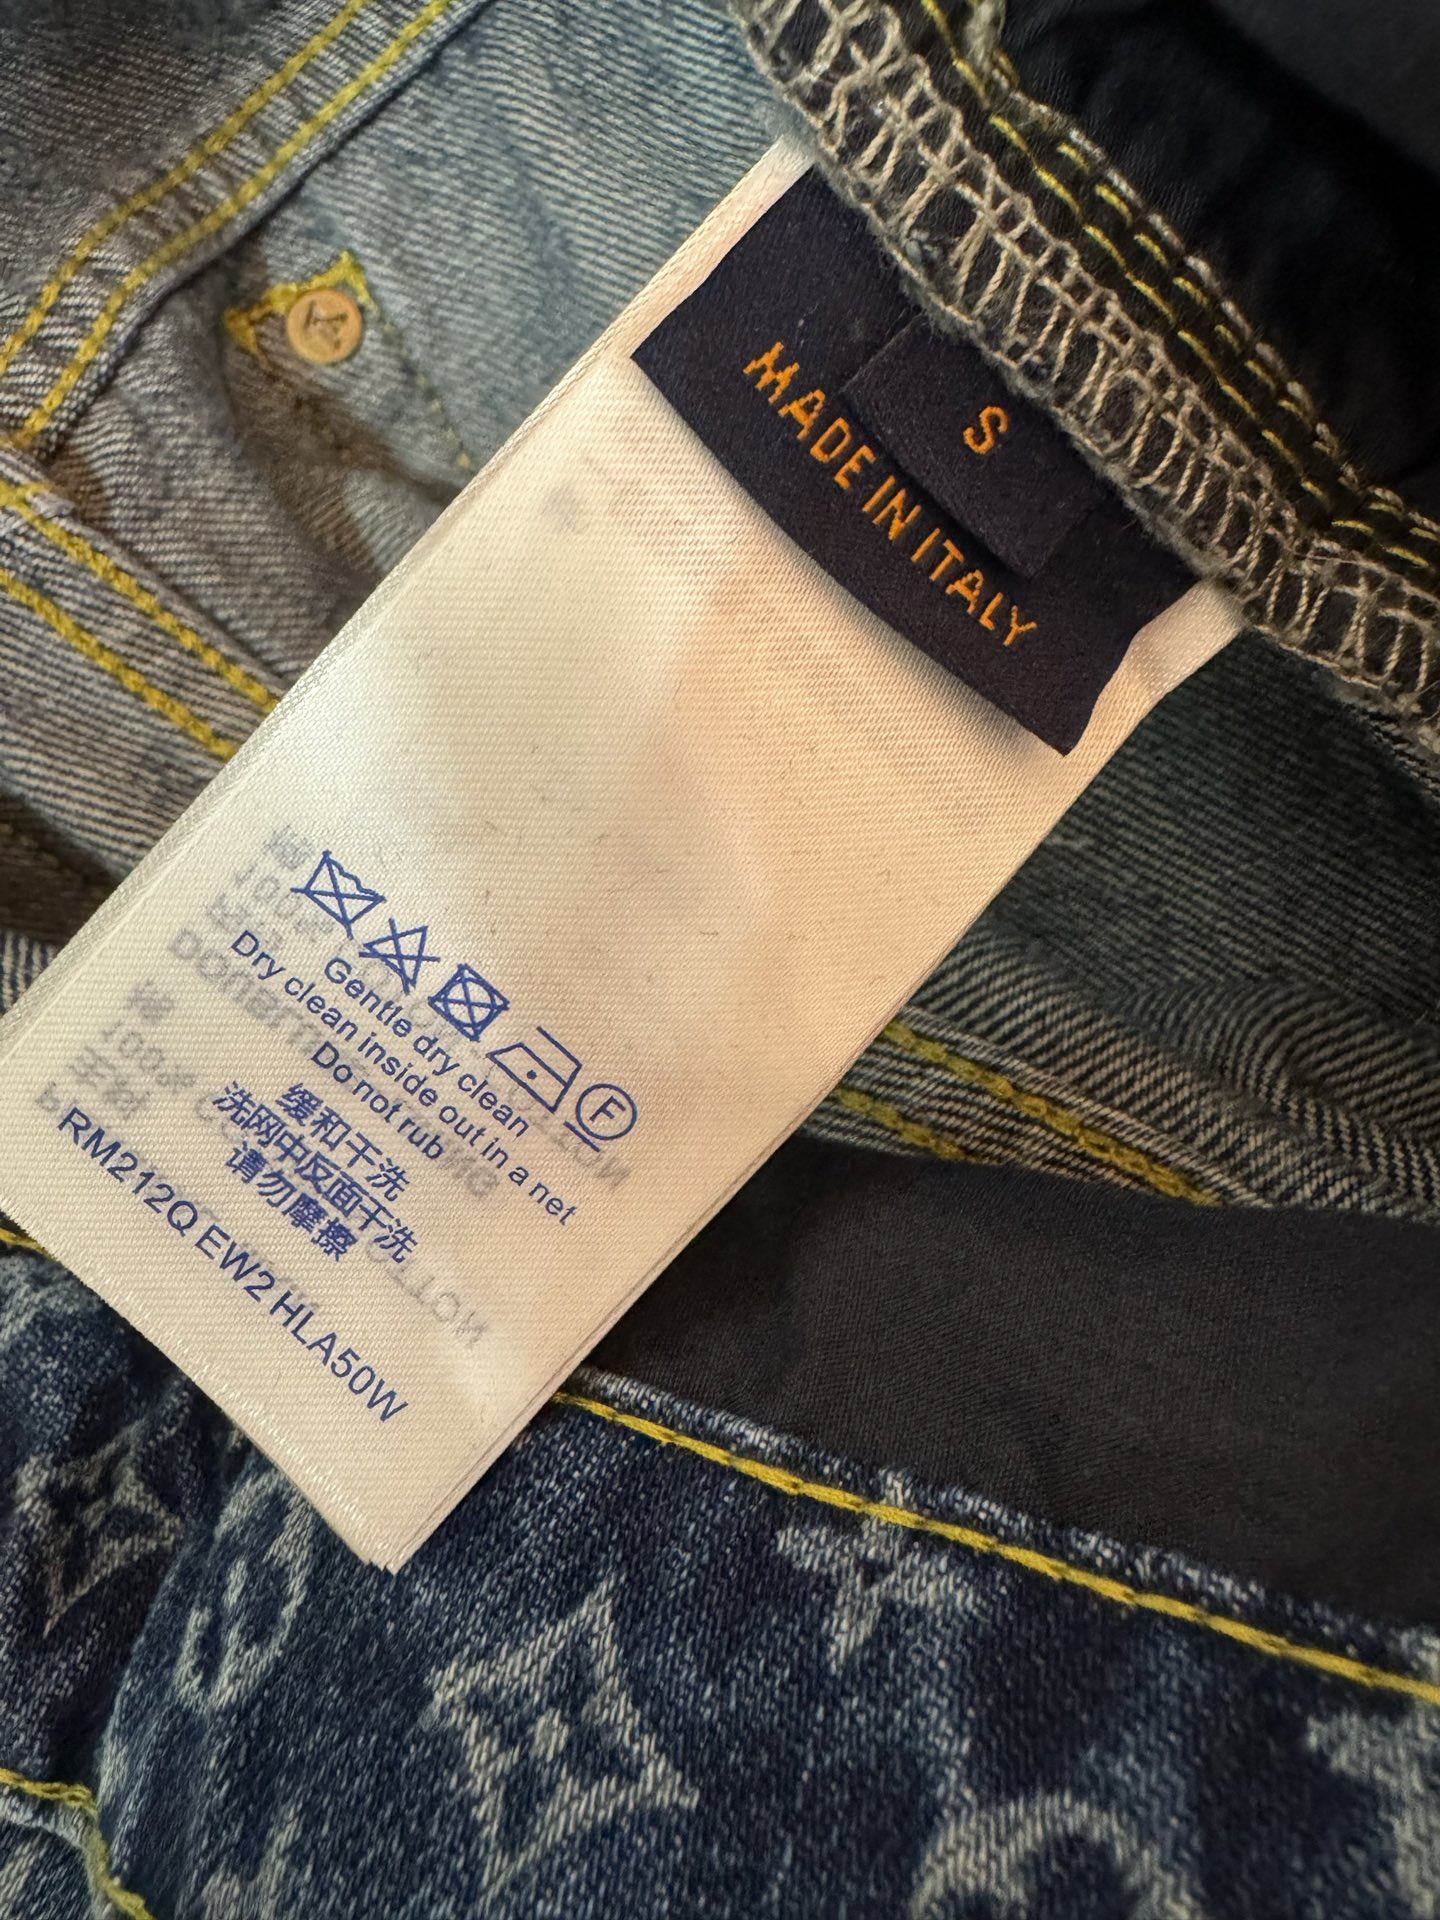 S
MADE IN ITALY
F
Gentle dry clean
Dry clean inside out in a net
Do not rub
缓和干洗
洗网中反面干洗
请勿摩擦
RM212Q EW2 HLA50W